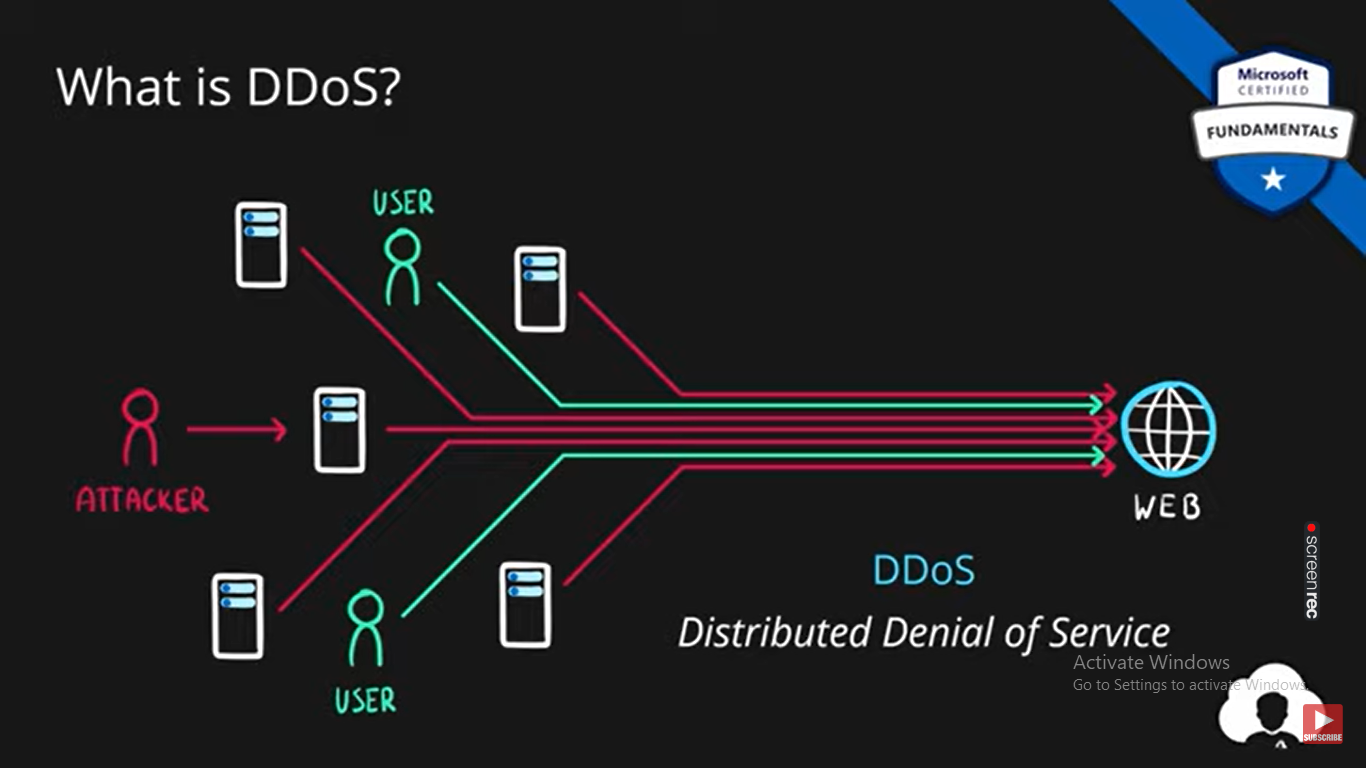 What is DDoS?
Microsoft
CERTIFIED
FUNDAMENTALS
USER
ATTACKER
WEB
USER
DDoS
Distributed Denial of Service
Activate Windows
Go to Settings to activate Windows.
screenrec
SUBSCRIBE